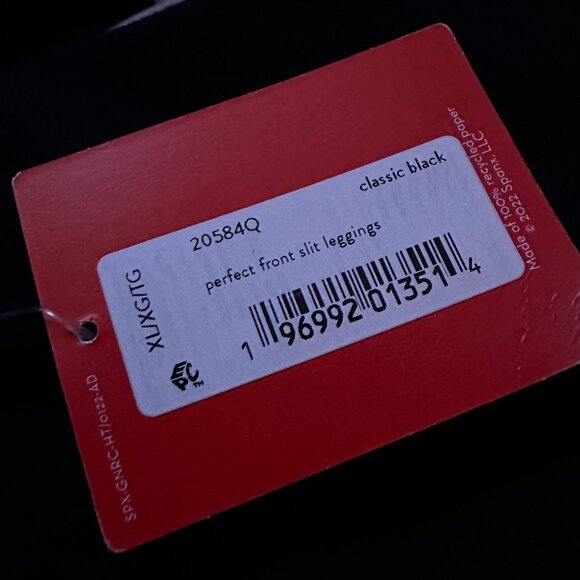 20584Q
classic black
perfect front slit leggings
XL/XG/TG
1 96992 01351 4
EPC™
SPX-GNRC-HT/0122-AD
Made of 100% recycled paper
© 2022 Spanx, LLC